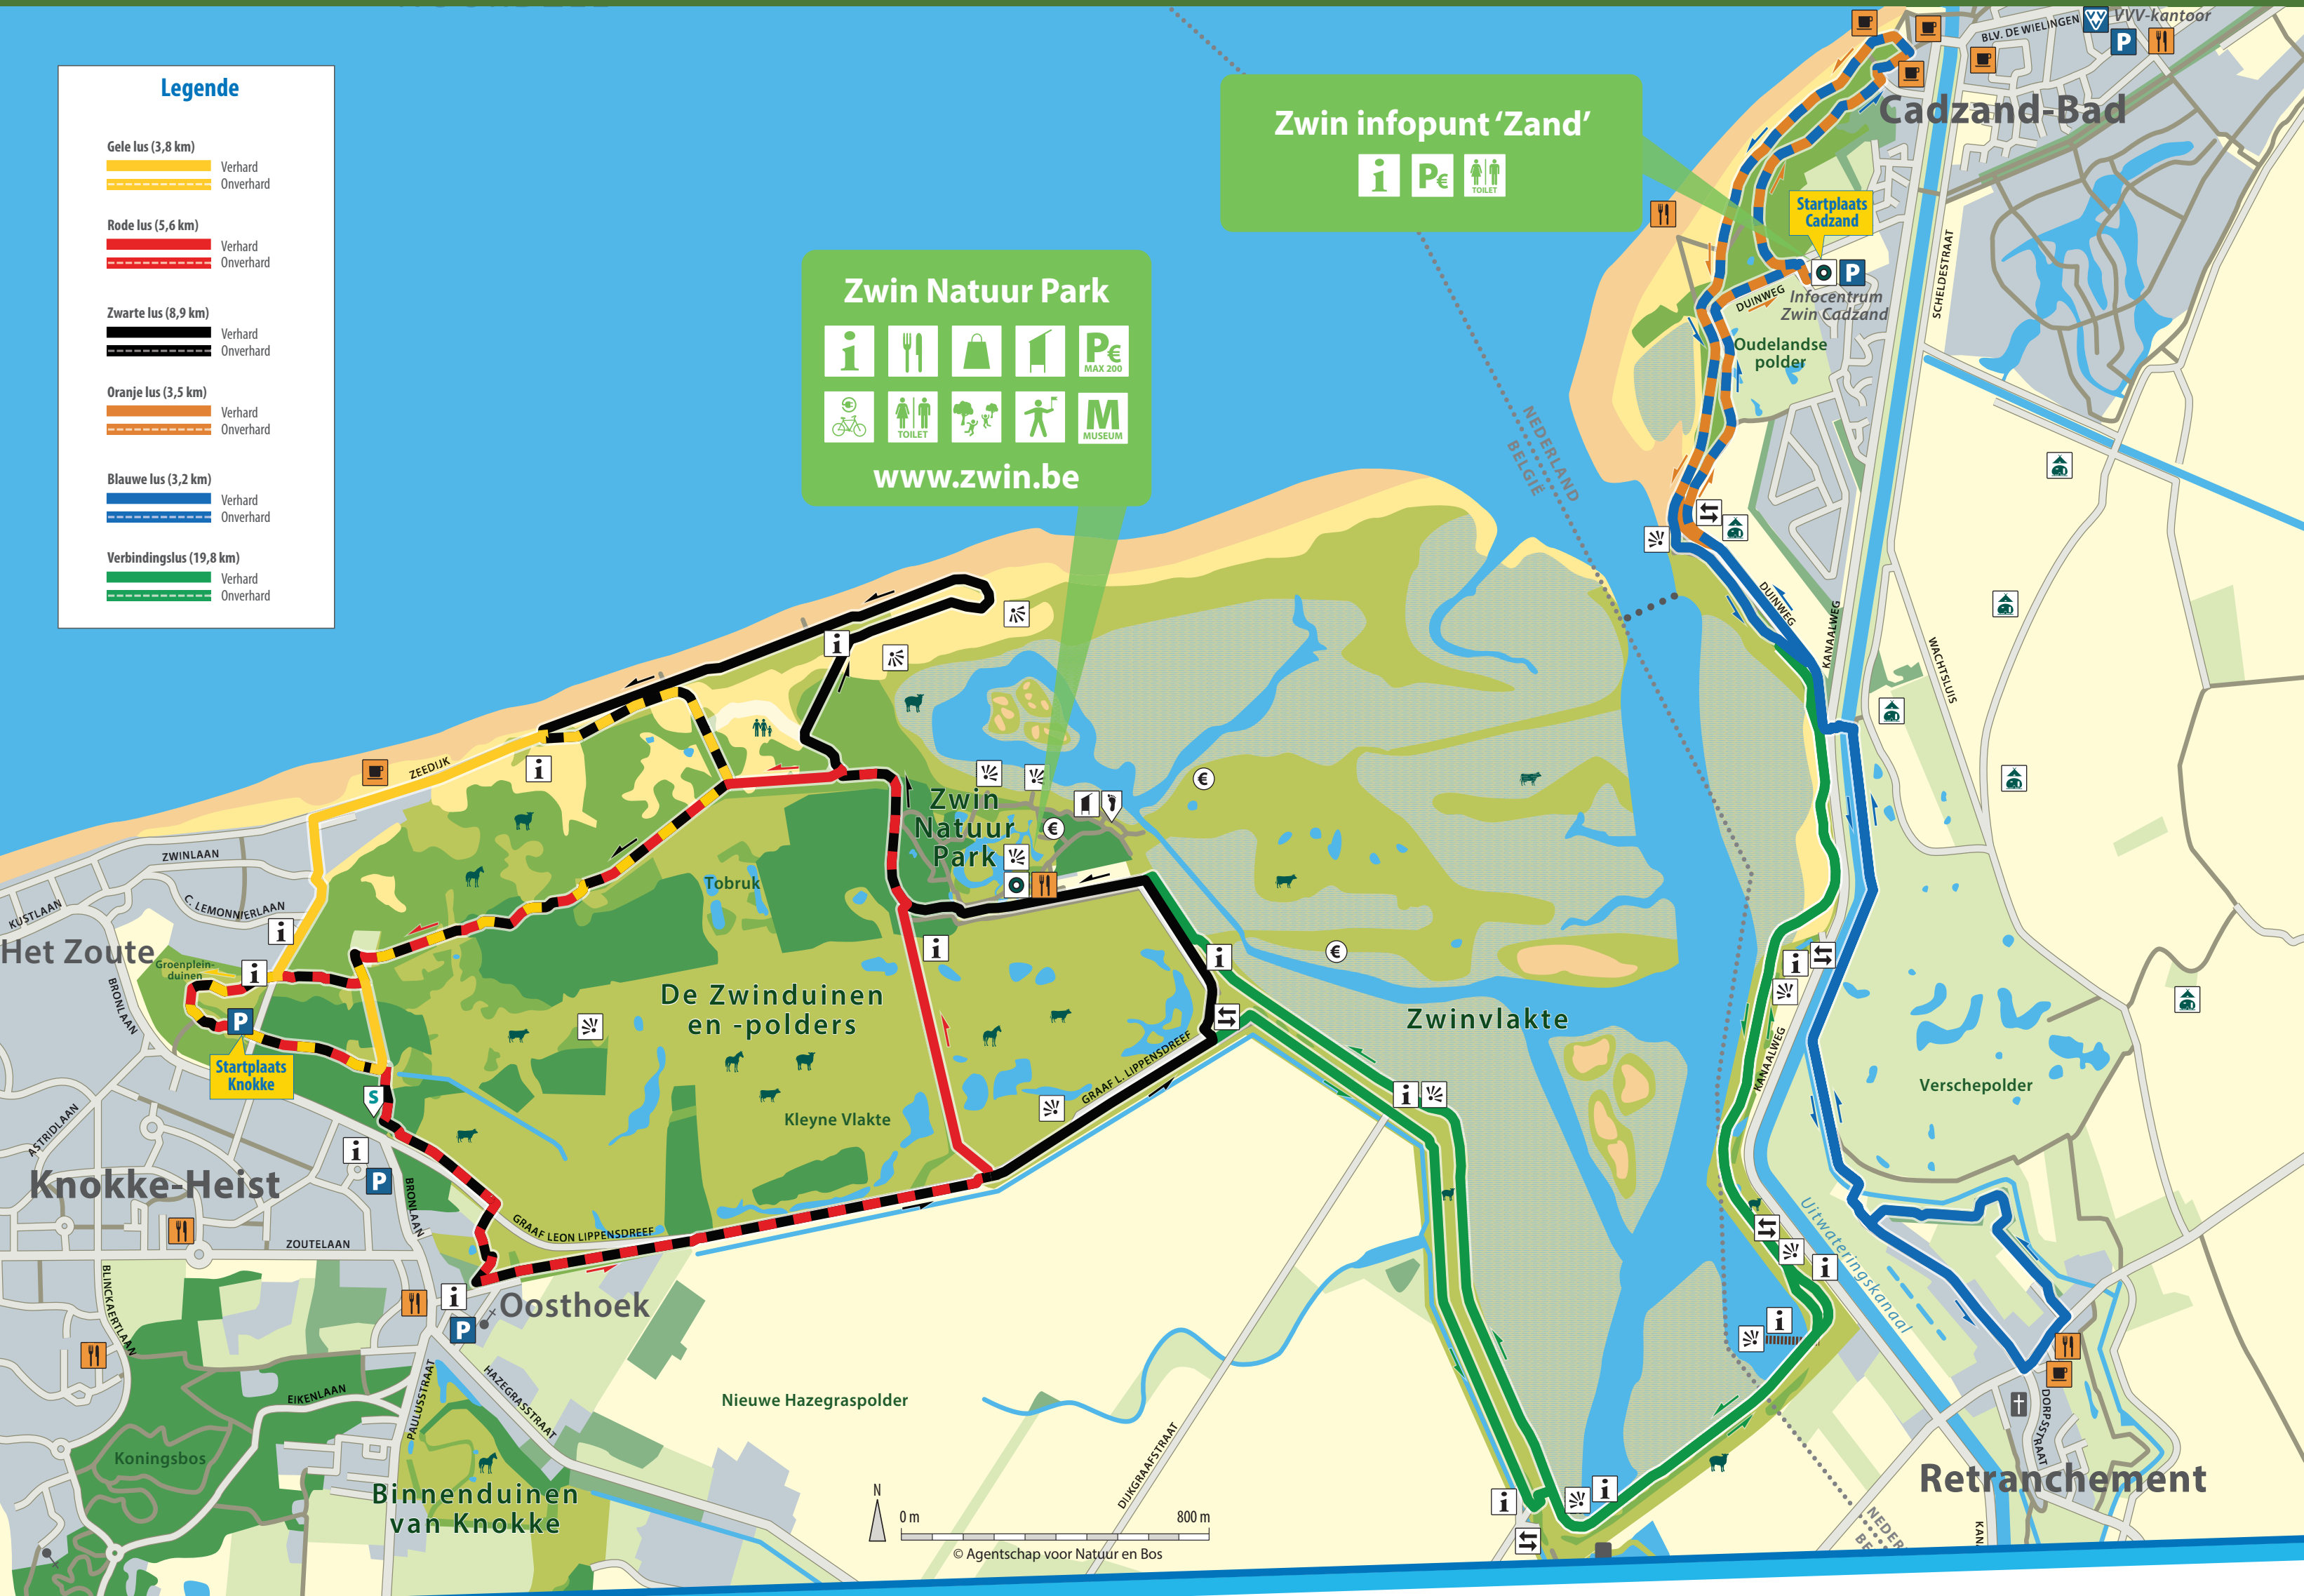 Legende
Gele lus (3,8 km)
Verhard
Onverhard
Rode lus (5,6 km)
Verhard
Onverhard
Zwarte lus (8,9 km)
Verhard
Onverhard
Oranje lus (3,5 km)
Verhard
Onverhard
Blauwe lus (3,2 km)
Verhard
Onverhard
Verbindingslus (19,8 km)
Verhard
Onverhard
Zwin Natuur Park
i
P€
MAX 200
TOILET
M
MUSEUM
www.zwin.be
Zwin infopunt ‘Zand’
i
P€
TOILET
VVV-kantoor
BLV. DE WIELINGEN
P
Cadzand-Bad
Startplaats
Cadzand
P
Infocentrum
Zwin Cadzand
DUINWEG
Oudelandse
polder
SCHELDESTRAAT
NEDERLAND
BELGIË
DUINWEG
KANAALWEG
WACHTSLUIS
ZEEDIJK
ZWINLAAN
C. LEMONNIERLAAN
KUSTLAAN
Het Zoute
Groenplein-
duinen
BRONLAAN
P
Startplaats
Knokke
S
ASTRIDLAAN
Knokke-Heist
P
BRONLAAN
ZOUTELAAN
BLINCKAERTLAAN
GRAAF LEON LIPPENSDREEF
Oosthoek
P
Tobruk
Zwin
Natuur
Park
€
€
€
De Zwinduinen
en -polders
Kleyne Vlakte
GRAAF L. LIPPENSDREEF
Zwinvlakte
KANAALWEG
Verschepolder
Uitwateringskanaal
EIKENLAAN
PAULUSSTRAAT
HAZEGRASSTRAAT
Koningsbos
Binnenduinen
van Knokke
Nieuwe Hazegraspolder
DIJKGRAAFSTRAAT
N
0 m
800 m
© Agentschap voor Natuur en Bos
DORPSSTRAAT
Retranchement